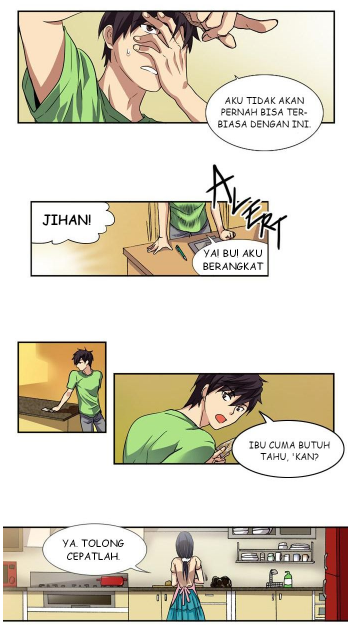 AKU TIDAK AKAN
PERNAH BISA TER-
BIASA DENGAN INI.
AVERT
JIHAN!
YA! BU! AKU
BERANGKAT
IBU CUMA BUTUH
TAHU, 'KAN?
YA. TOLONG
CEPATLAH.